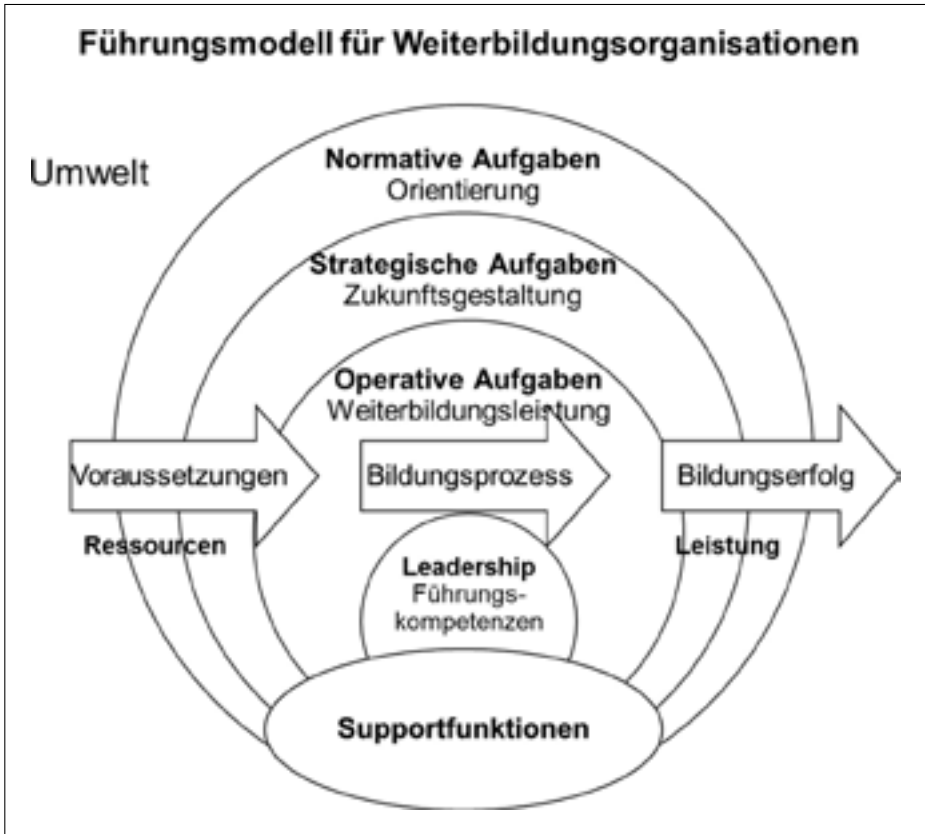 Führungsmodell für Weiterbildungsorganisationen
Umwelt
Normative Aufgaben
Orientierung
Strategische Aufgaben
Zukunftsgestaltung
Operative Aufgaben
Weiterbildungsleistung
Voraussetzungen
Bildungsprozess
Bildungserfolg
Ressourcen
Leistung
Leadership
Führungs-
kompetenzen
Supportfunktionen